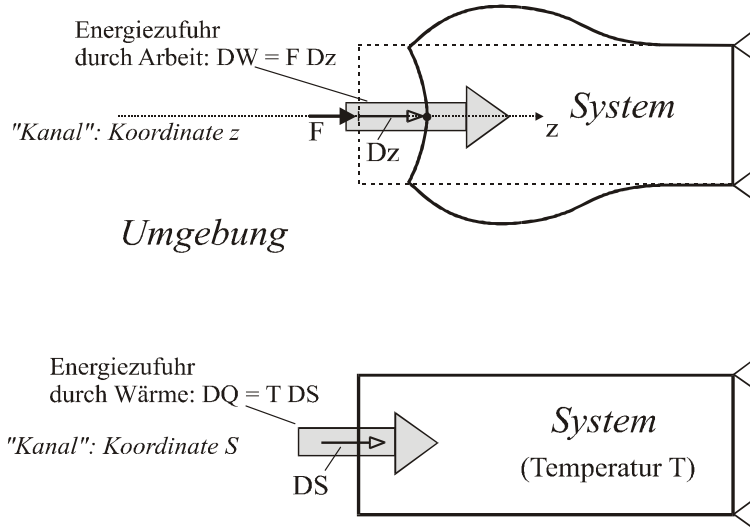 Energiezufuhr
durch Arbeit: DW = F Dz
System
"Kanal": Koordinate z
F
z
Dz
Umgebung
Energiezufuhr
durch Wärme: DQ = T DS
System
"Kanal": Koordinate S
(Temperatur T)
DS